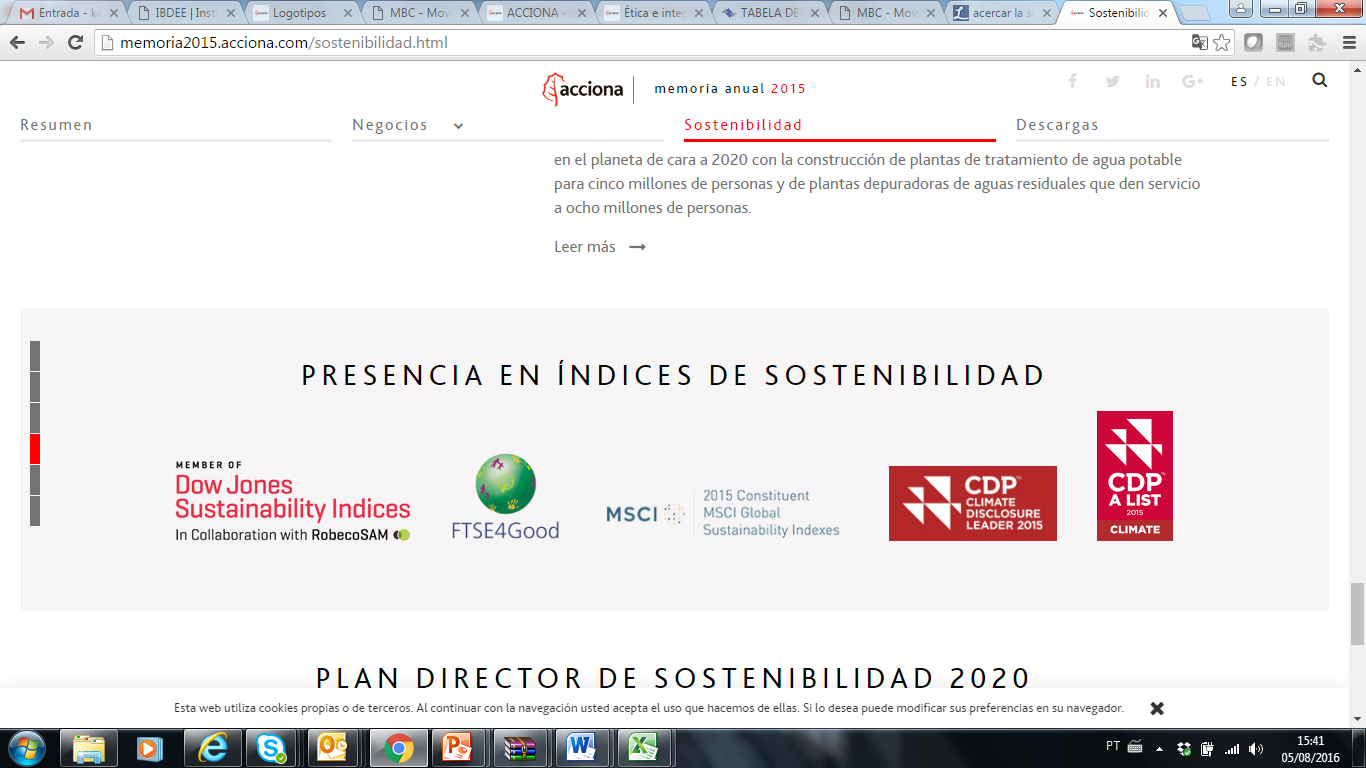 Entrada - ka
IBDEE | Inst
Logotipos
MBC - Mov
ACCIONA -
Ética e inte
TABELA DE
MBC - Mov
acercar la s
Sostenibilid
memoria2015.acciona.com/sostenibilidad.html
acciona
memoria anual 2015
ES / EN
Resumen
Negocios
Sostenibilidad
Descargas
en el planeta de cara a 2020 con la construcción de plantas de tratamiento de agua potable
para cinco millones de personas y de plantas depuradoras de aguas residuales que den servicio
a ocho millones de personas.
Leer más
PRESENCIA EN ÍNDICES DE SOSTENIBILIDAD
MEMBER OF
Dow Jones
Sustainability Indices
In Collaboration with RobecoSAM
FTSE4Good
MSCI
2015 Constituent
MSCI Global
Sustainability Indexes
CDP™
CLIMATE
DISCLOSURE
LEADER 2015
CDP™
A LIST
2015
CLIMATE
PLAN DIRECTOR DE SOSTENIBILIDAD 2020
Esta web utiliza cookies propias o de terceros. Al continuar con la navegación usted acepta el uso que hacemos de ellas. Si lo desea puede modificar sus preferencias en su navegador.
PT
15:41
05/08/2016